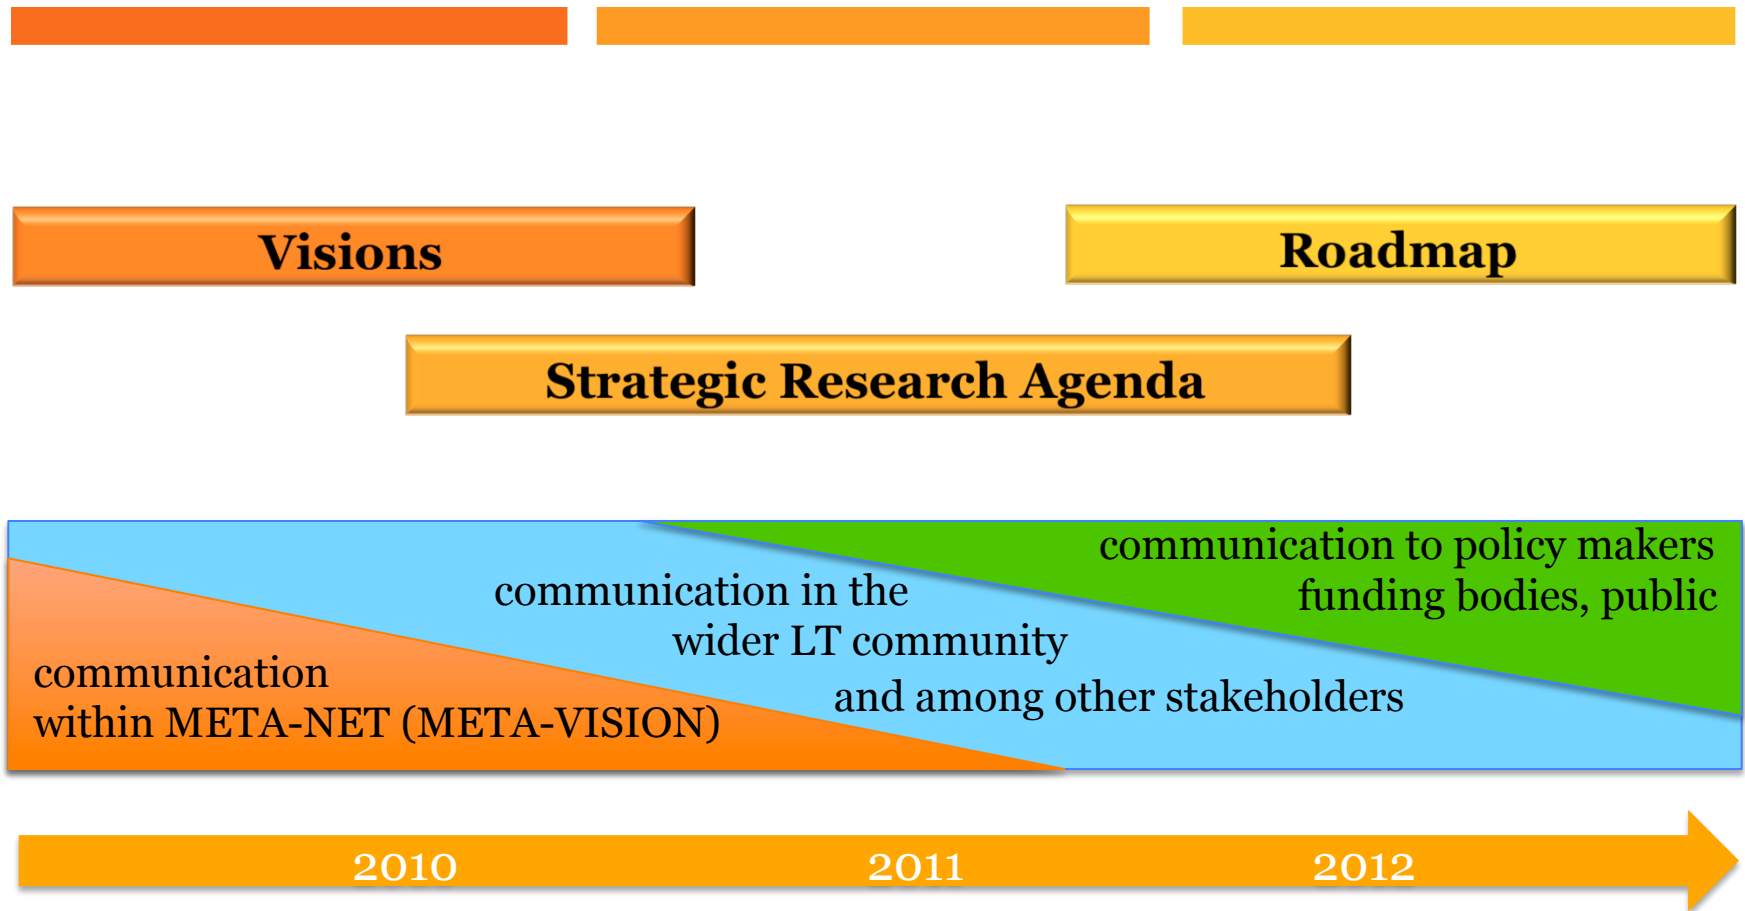 Visions
Roadmap
Strategic Research Agenda
communication to policy makers
funding bodies, public
communication in the
wider LT community
and among other stakeholders
communication
within META-NET (META-VISION)
2010
2011
2012